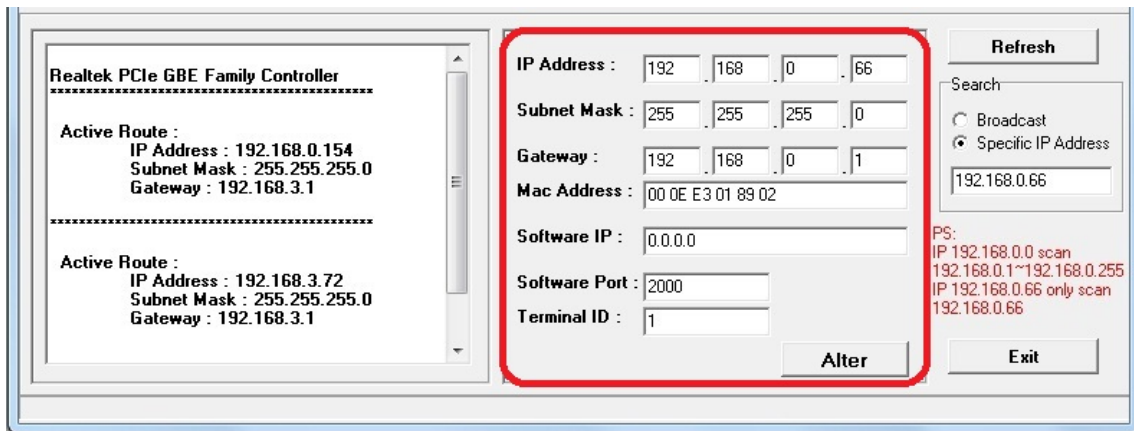 Realtek PCIe GBE Family Controller
*********************************************
Active Route :
IP Address : 192.168.0.154
Subnet Mask : 255.255.255.0
Gateway : 192.168.3.1
*********************************************
Active Route :
IP Address : 192.168.3.72
Subnet Mask : 255.255.255.0
Gateway : 192.168.3.1
IP Address : 192 . 168 . 0 . 66
Subnet Mask : 255 . 255 . 255 . 0
Gateway : 192 . 168 . 0 . 1
Mac Address : 00 0E E3 01 89 02
Software IP : 0.0.0.0
Software Port : 2000
Terminal ID : 1
Alter
Refresh
Search
Broadcast
Specific IP Address
192.168.0.66
PS:
IP 192.168.0.0 scan
192.168.0.1~192.168.0.255
IP 192.168.0.66 only scan
192.168.0.66
Exit